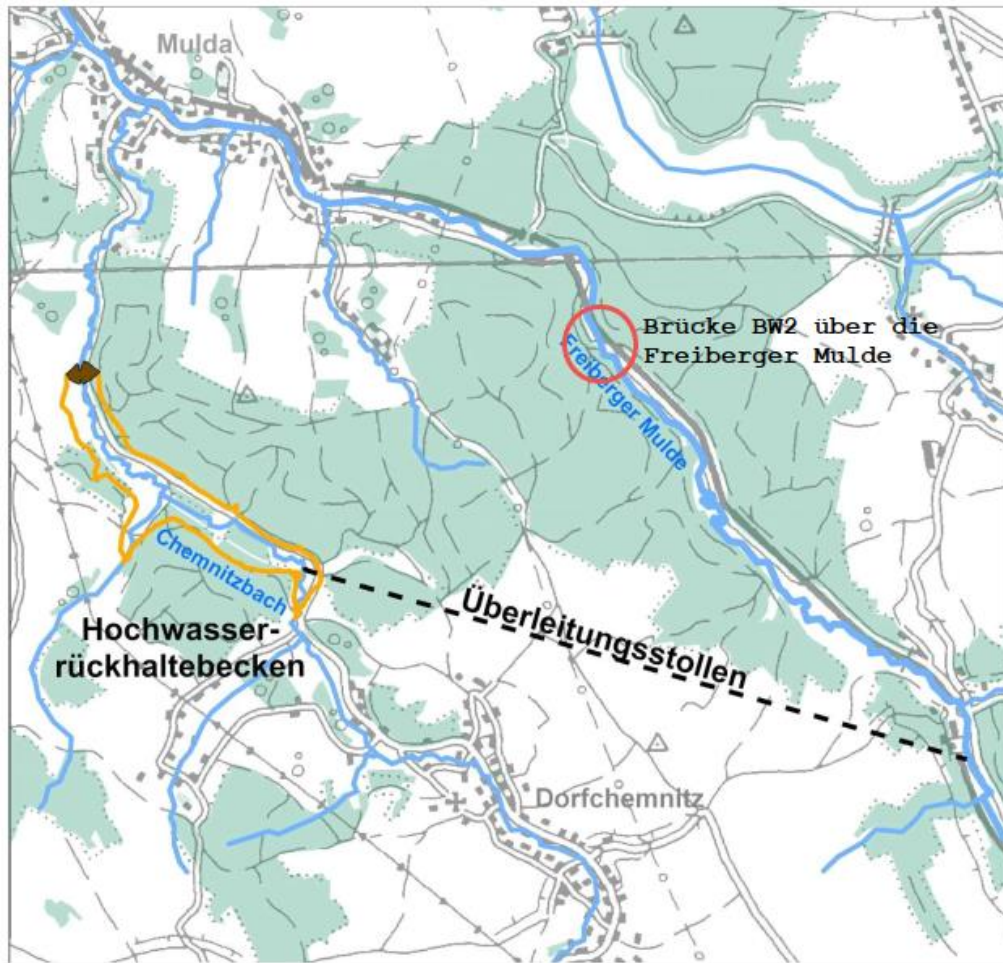 Mulda
Brücke BW2 über die
Freiberger Mulde
Freiberger Mulde
Chemnitzbach
Hochwasser-
rückhaltebecken
Überleitungsstollen
Dorfchemnitz